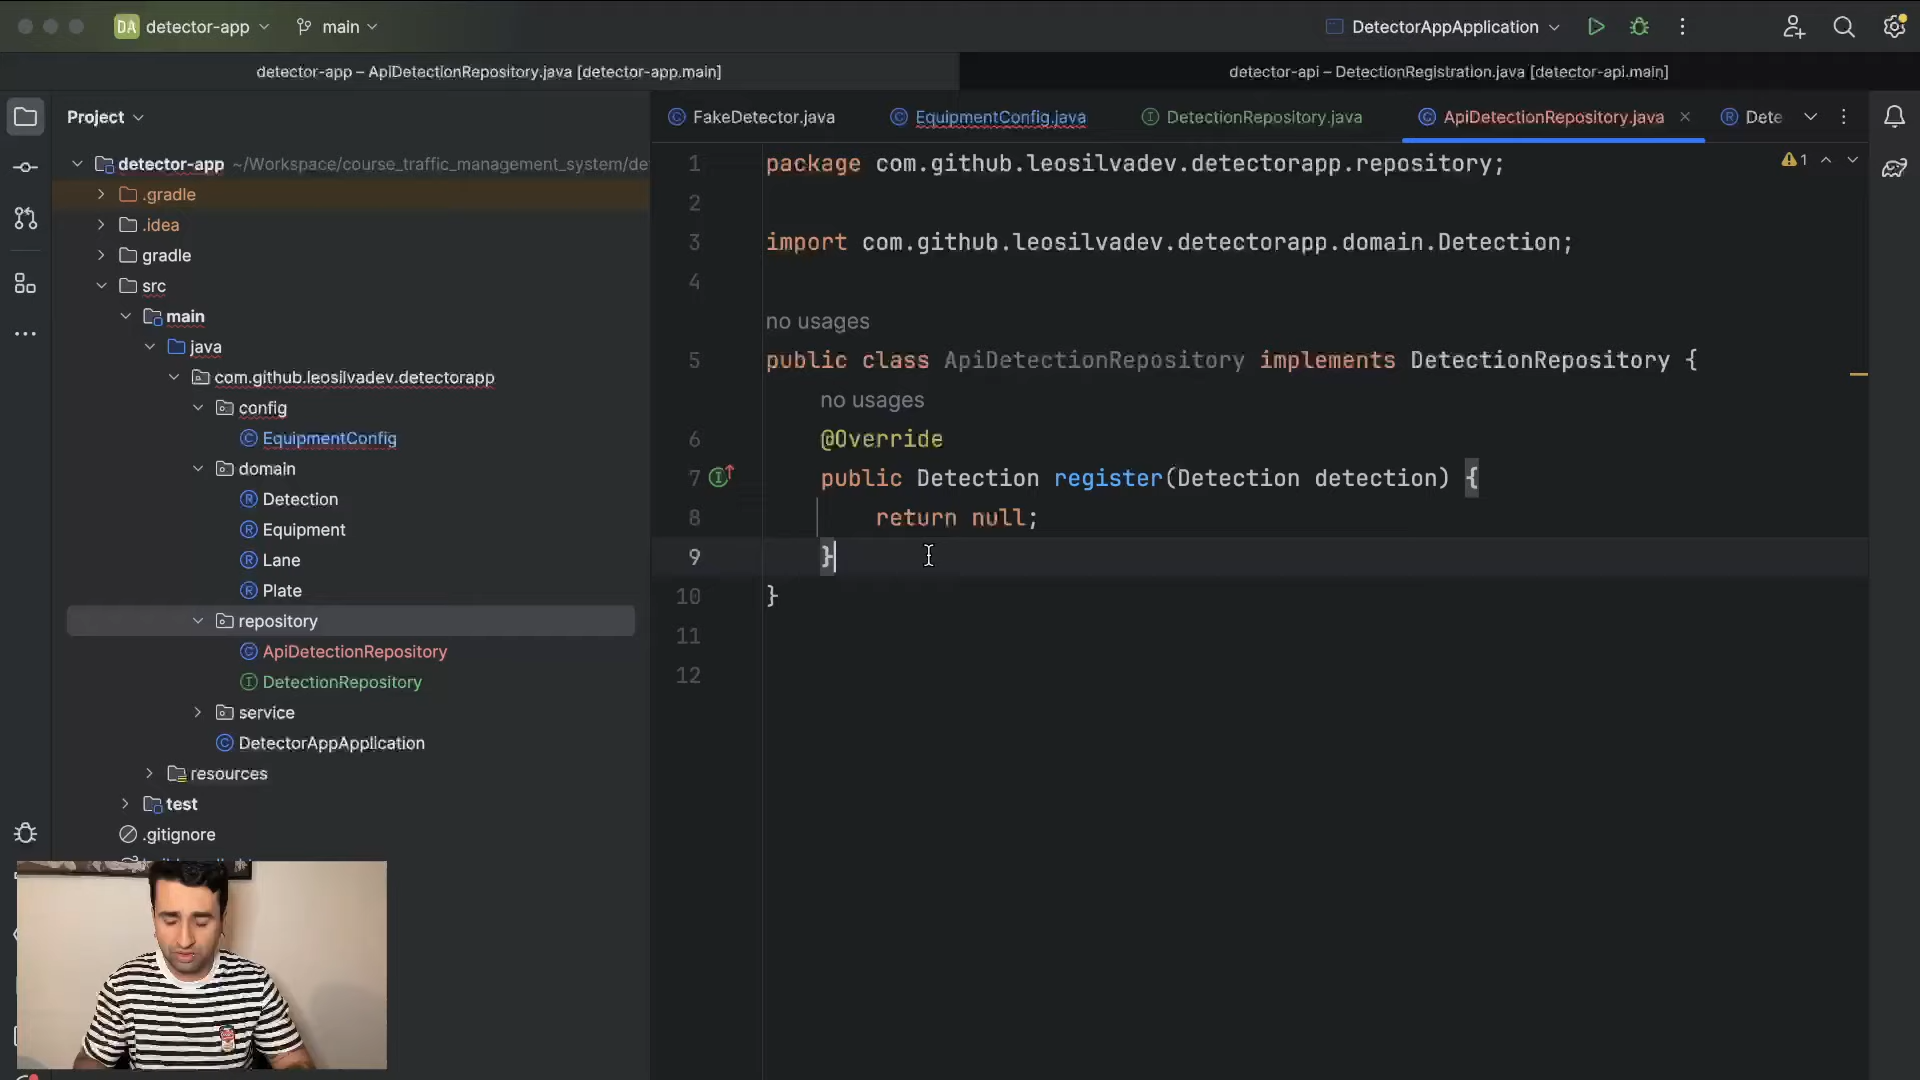 DA detector-app
main
DetectorAppApplication
detector-app – ApiDetectionRepository.java [detector-app.main]
detector-api – DetectionRegistration.java [detector-api.main]
Project
FakeDetector.java
EquipmentConfig.java
DetectionRepository.java
ApiDetectionRepository.java
Dete
detector-app ~/Workspace/course_traffic_management_system/de
.gradle
.idea
gradle
src
main
java
com.github.leosilvadev.detectorapp
config
EquipmentConfig
domain
Detection
Equipment
Lane
Plate
repository
ApiDetectionRepository
DetectionRepository
service
DetectorAppApplication
resources
test
.gitignore
1 package com.github.leosilvadev.detectorapp.repository;
1
2
3 import com.github.leosilvadev.detectorapp.domain.Detection;
4
no usages
5 public class ApiDetectionRepository implements DetectionRepository {
no usages
6 @Override
7 public Detection register(Detection detection) {
8 return null;
9 }
10 }
11
12